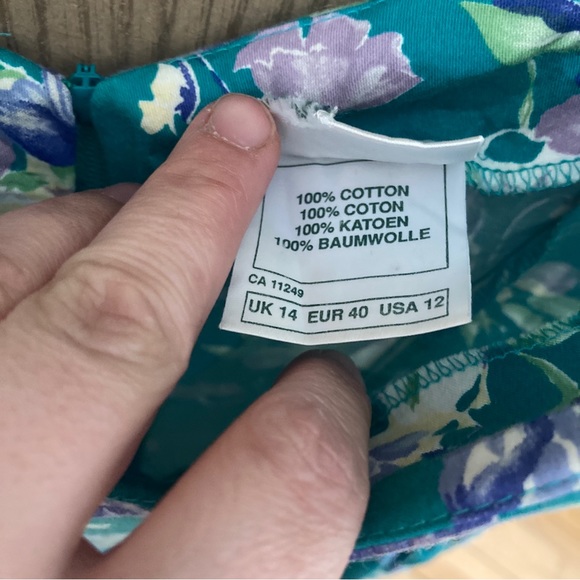 100% COTTON
100% COTON
100% KATOEN
100% BAUMWOLLE
CA 11249
UK 14 EUR 40 USA 12